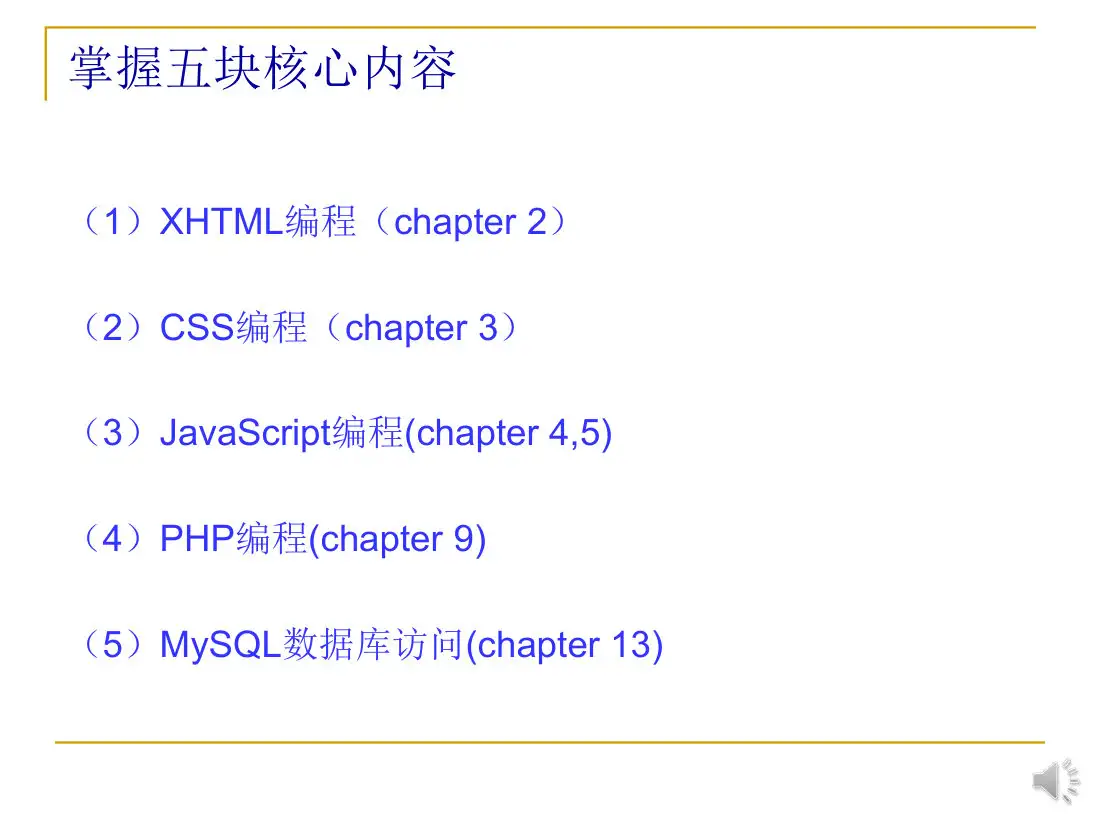 掌握五块核心内容
（1）XHTML编程（chapter 2）
（2）CSS编程（chapter 3）
（3）JavaScript编程(chapter 4,5)
（4）PHP编程(chapter 9)
（5）MySQL数据库访问(chapter 13)